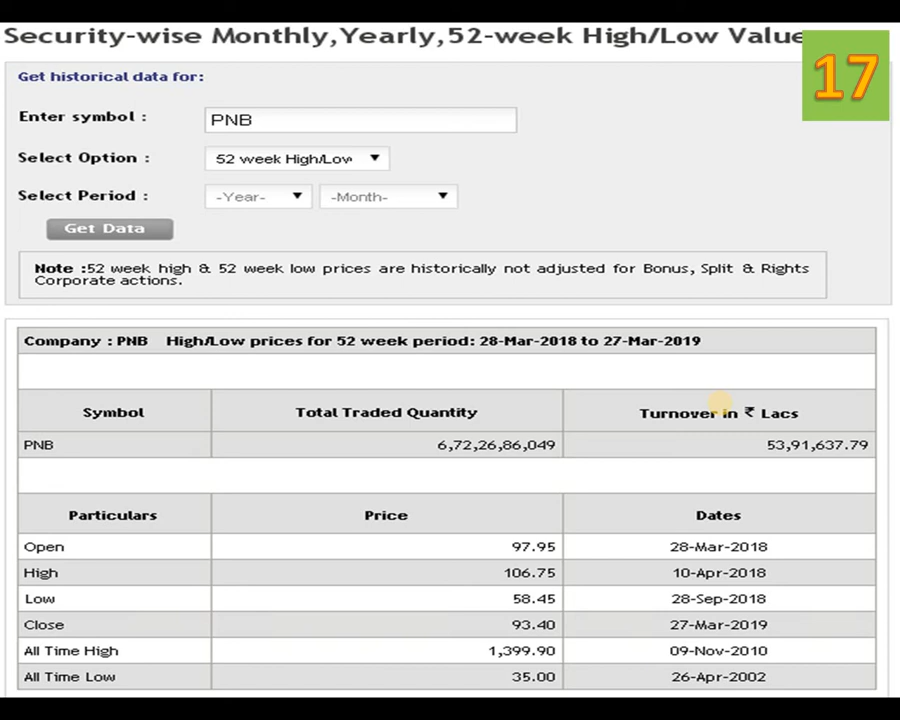 Security-wise Monthly,Yearly,52-week High/Low Value
17
Get historical data for:
Enter symbol : PNB
Select Option : 52 week High/Low
Select Period : -Year- -Month-
Get Data
Note :52 week high & 52 week low prices are historically not adjusted for Bonus, Split & Rights
Corporate actions.
Company : PNB High/Low prices for 52 week period: 28-Mar-2018 to 27-Mar-2019
Symbol Total Traded Quantity Turnover in ₹ Lacs
PNB 6,72,26,86,049 53,91,637.79
Particulars Price Dates
Open 97.95 28-Mar-2018
High 106.75 10-Apr-2018
Low 58.45 28-Sep-2018
Close 93.40 27-Mar-2019
All Time High 1,399.90 09-Nov-2010
All Time Low 35.00 26-Apr-2002